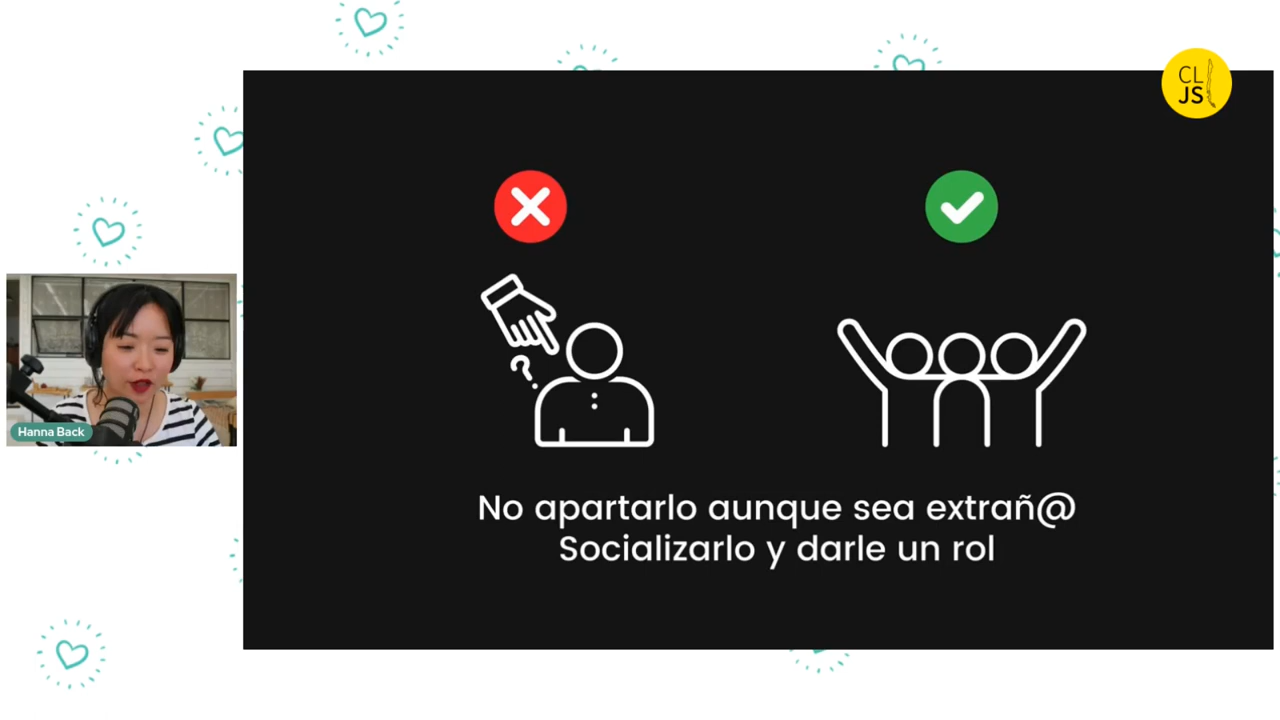 CL
JS
?
No apartarlo aunque sea extrañ@
Socializarlo y darle un rol
Hanna Back